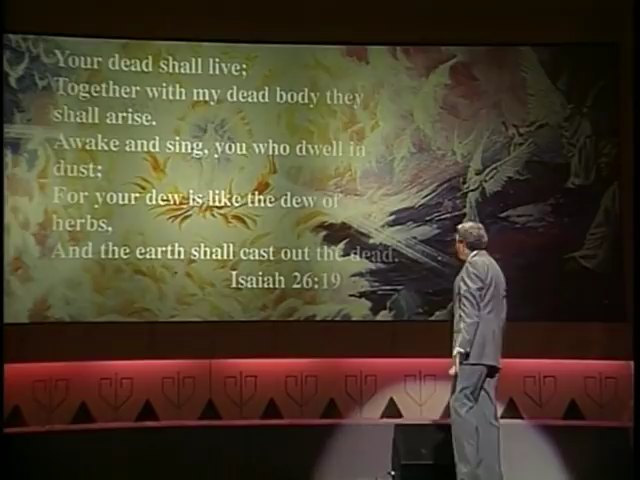 Your dead shall live;
Together with my dead body they
shall arise.
Awake and sing, you who dwell in
dust;
For your dew is like the dew of
herbs,
And the earth shall cast out the dead.
Isaiah 26:19